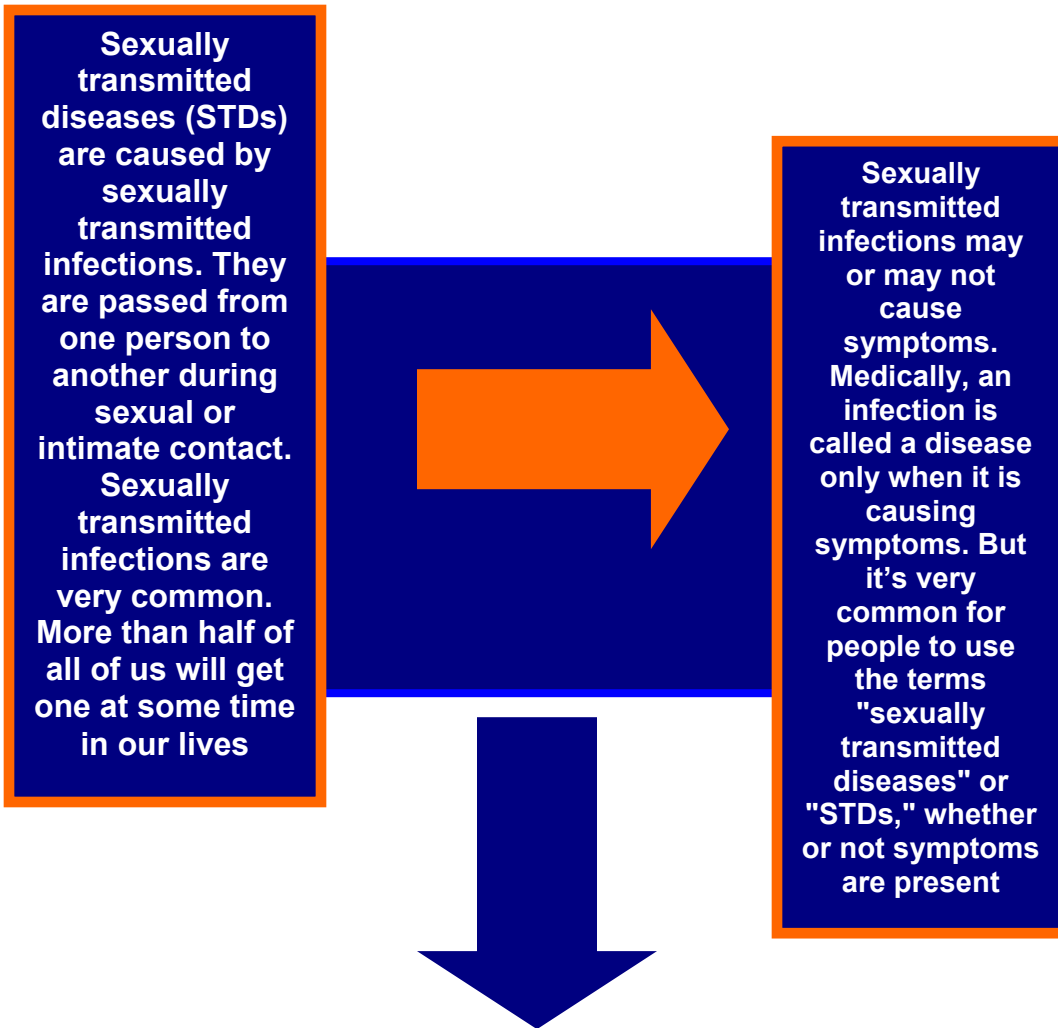 Sexually
transmitted
diseases (STDs)
are caused by
sexually
transmitted
infections. They
are passed from
one person to
another during
sexual or
intimate contact.
Sexually
transmitted
infections are
very common.
More than half of
all of us will get
one at some time
in our lives
Sexually
transmitted
infections may
or may not
cause
symptoms.
Medically, an
infection is
called a disease
only when it is
causing
symptoms. But
it’s very
common for
people to use
the terms
"sexually
transmitted
diseases" or
"STDs," whether
or not symptoms
are present